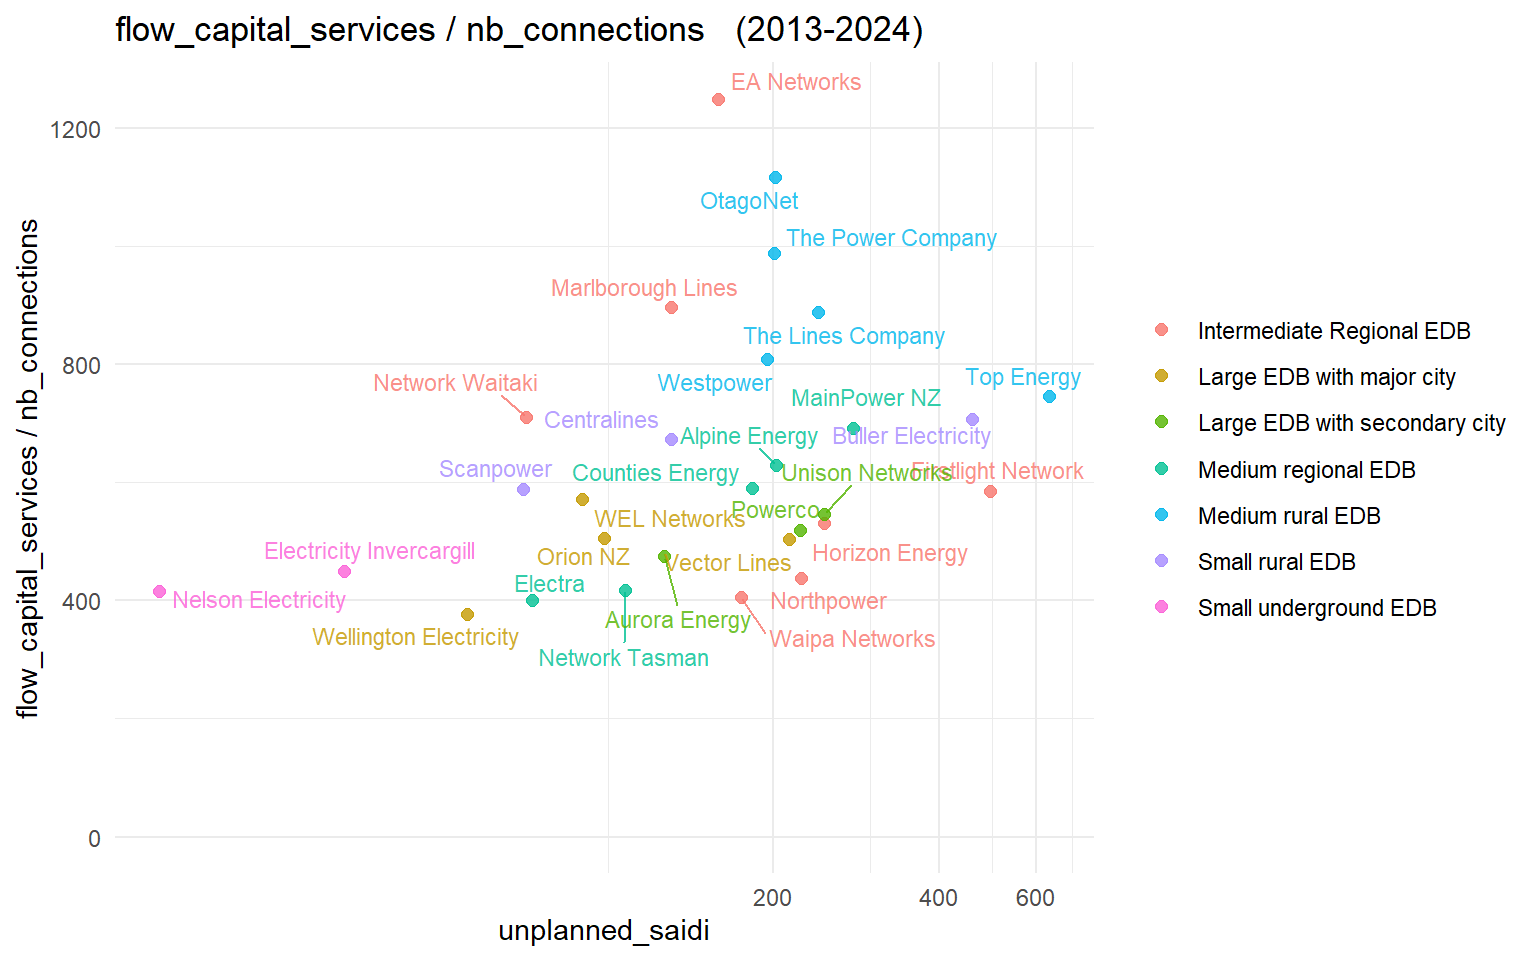 flow_capital_services / nb_connections (2013-2024)
EA Networks
1200
OtagoNet
The Power Company
Marlborough Lines
The Lines Company
800
Westpower
Top Energy
Network Waitaki
MainPower NZ
Centralines
Alpine Energy
Buller Electricity
Scanpower
Counties Energy
Unison Networks
Firstlight Network
Powerco
WEL Networks
Orion NZ
Vector Lines
Horizon Energy
Electricity Invercargill
Electra
Nelson Electricity
400
Northpower
Aurora Energy
Wellington Electricity
Waipa Networks
Network Tasman
0
200
400
600
unplanned_saidi
flow_capital_services / nb_connections
Intermediate Regional EDB
Large EDB with major city
Large EDB with secondary city
Medium regional EDB
Medium rural EDB
Small rural EDB
Small underground EDB